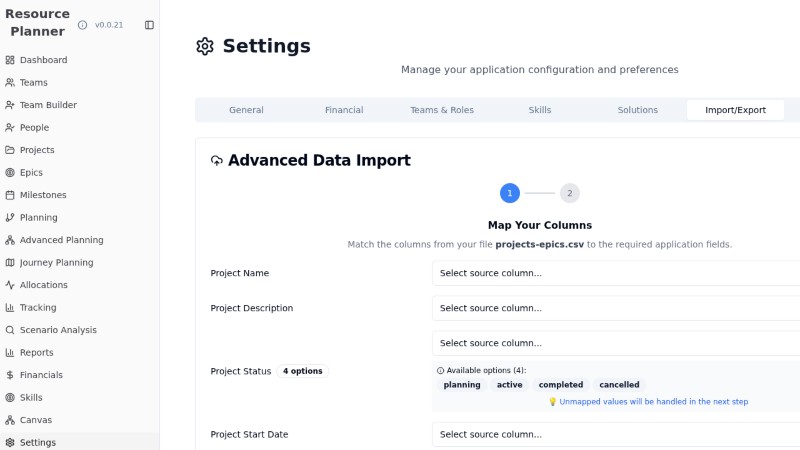 Resource
Planner
v0.0.21
Dashboard
Teams
Team Builder
People
Projects
Epics
Milestones
Planning
Advanced Planning
Journey Planning
Allocations
Tracking
Scenario Analysis
Reports
Financials
Skills
Canvas
Settings
Settings
Manage your application configuration and preferences
General
Financial
Teams & Roles
Skills
Solutions
Import/Export
Advanced Data Import
1
2
Map Your Columns
Match the columns from your file projects-epics.csv to the required application fields.
Project Name
Select source column...
Project Description
Select source column...
Select source column...
Project Status
4 options
Available options (4):
planning
active
completed
cancelled
💡 Unmapped values will be handled in the next step
Project Start Date
Select source column...